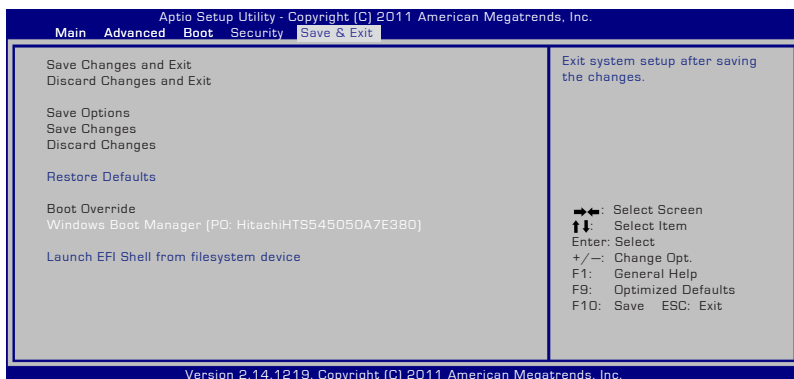 Aptio Setup Utility - Copyright (C) 2011 American Megatrends, Inc.
Main Advanced Boot Security Save & Exit
Save Changes and Exit
Discard Changes and Exit
Save Options
Save Changes
Discard Changes
Restore Defaults
Boot Override
Windows Boot Manager (PO: HitachiHTS545050A7E380)
Launch EFI Shell from filesystem device
Exit system setup after saving
the changes.
→←: Select Screen
↑↓: Select Item
Enter: Select
+/—: Change Opt.
F1: General Help
F9: Optimized Defaults
F10: Save ESC: Exit
Version 2.14.1219. Copyright (C) 2011 American Megatrends, Inc.